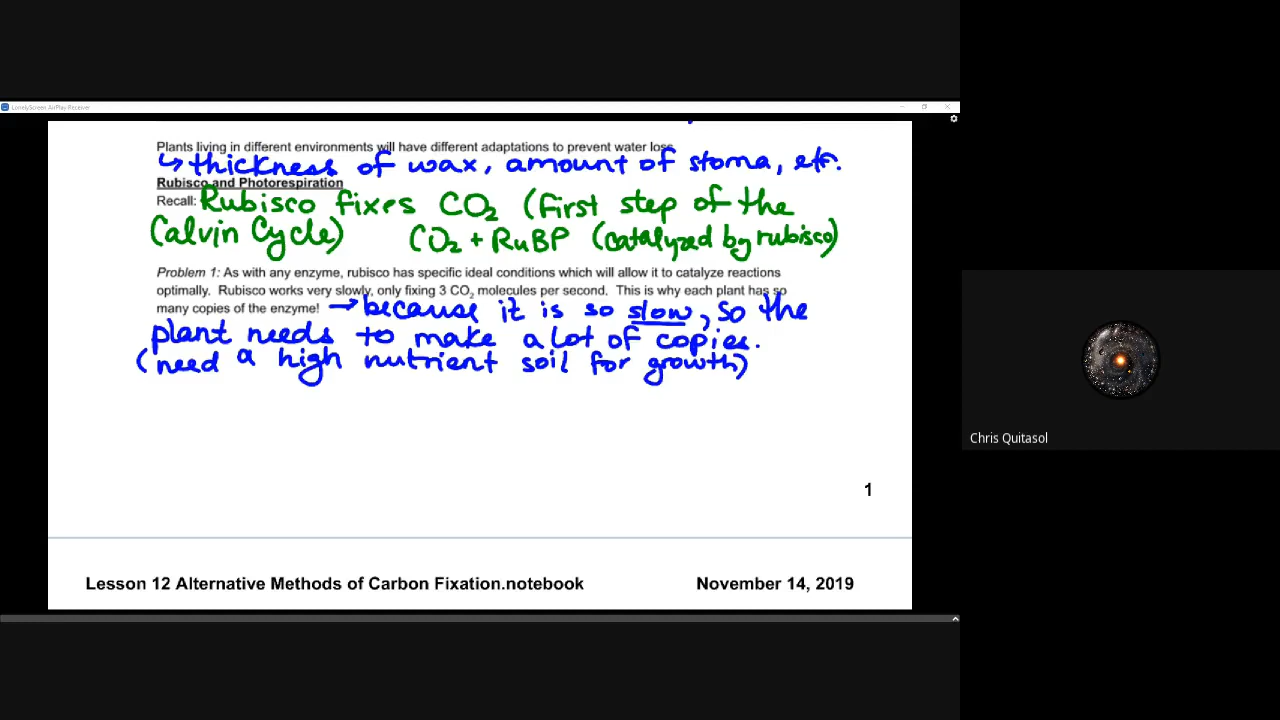 LonelyScreen AirPlay Receiver
Plants living in different environments will have different adaptations to prevent water loss.
↳ thickness of wax, amount of stoma, etc.
Rubisco and Photorespiration
Recall: Rubisco fixes CO₂ (first step of the
Calvin Cycle) CO₂ + RuBP (catalyzed by rubisco)
Problem 1: As with any enzyme, rubisco has specific ideal conditions which will allow it to catalyze reactions
optimally. Rubisco works very slowly, only fixing 3 CO₂ molecules per second. This is why each plant has so
many copies of the enzyme! → because it is so slow, so the
plant needs to make a lot of copies.
(need a high nutrient soil for growth)
Chris Quitasol
1
Lesson 12 Alternative Methods of Carbon Fixation.notebook November 14, 2019